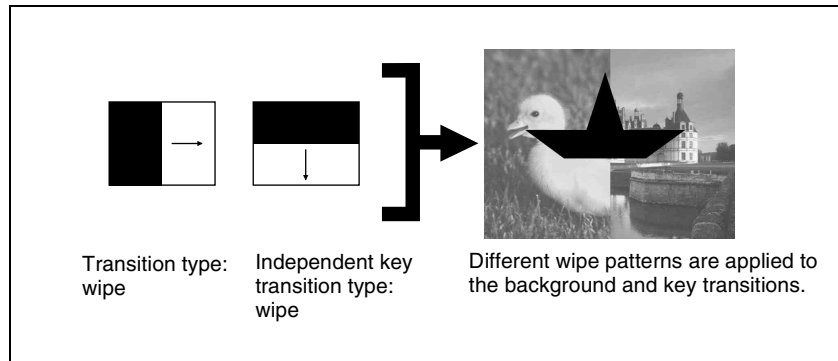 Transition type:
wipe
Independent key
transition type:
wipe
Different wipe patterns are applied to
the background and key transitions.